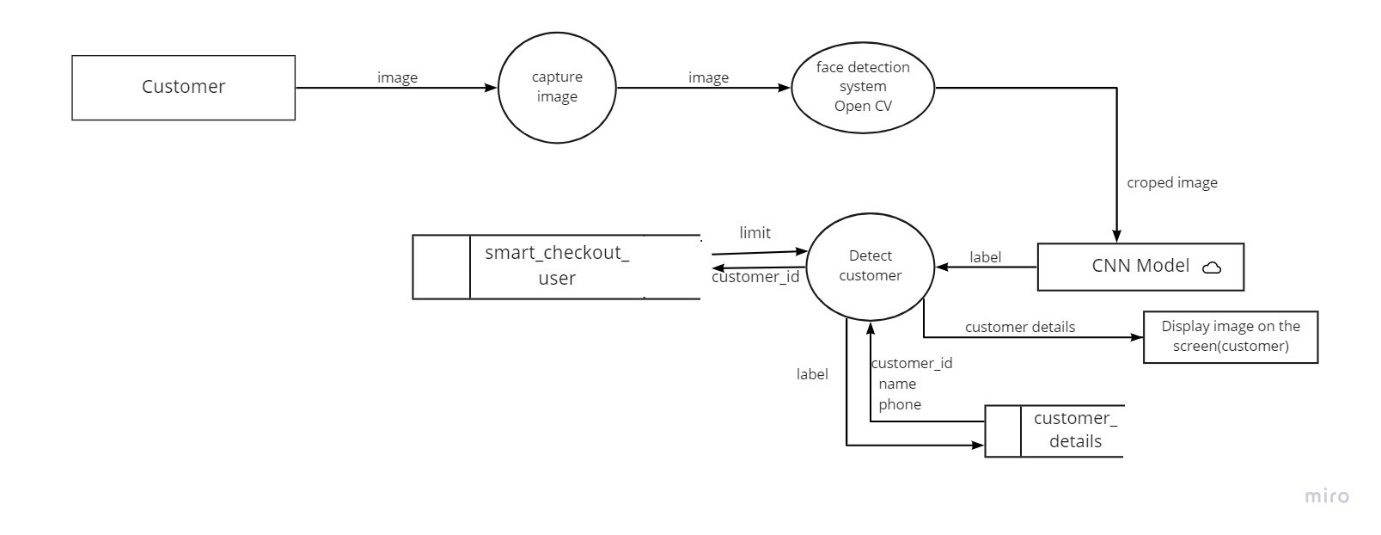 Customer
image
capture
image
image
face detection
system
Open CV
croped image
smart_checkout_
user
limit
customer_id
Detect
customer
label
CNN Model
customer details
Display image on the
screen(customer)
label
customer_id
name
phone
customer_
details
miro